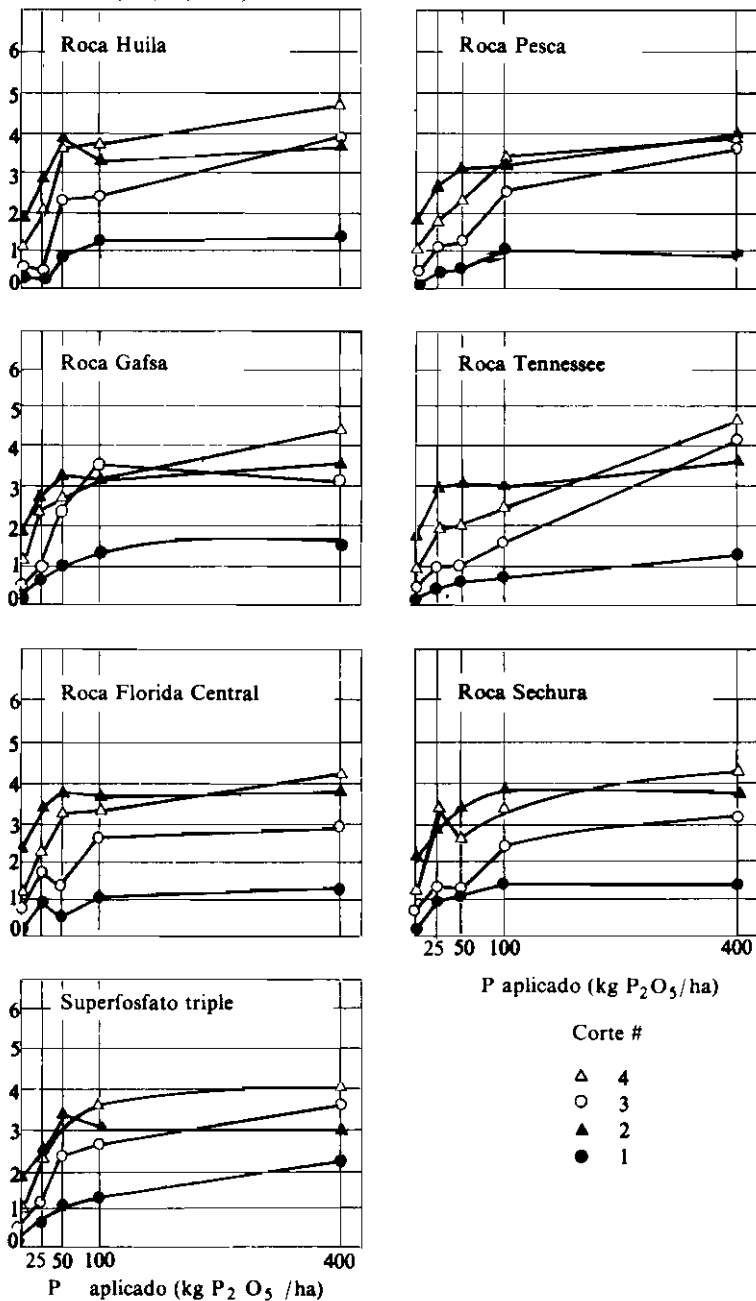 Roca Huila
6
5
4
3
2
1
0
Roca Pesca
Roca Gafsa
6
5
4
3
2
1
0
Roca Tennessee
Roca Florida Central
6
5
4
3
2
1
0
Roca Sechura
25 50 100 400
P aplicado (kg P₂O₅/ha)
Superfosfato triple
6
5
4
3
2
1
0
25 50 100 400
P aplicado (kg P₂ O₅ /ha)
Corte #
△ 4
○ 3
▲ 2
● 1